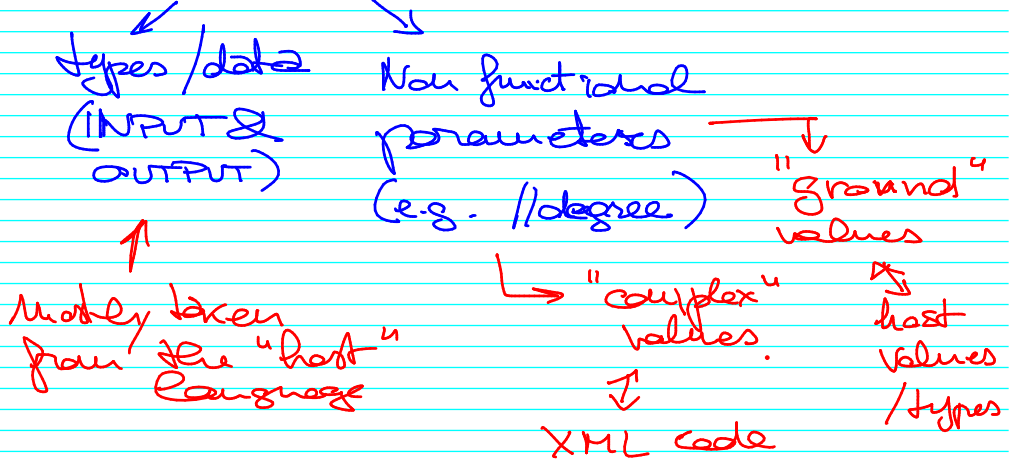 types/data
(INPUT &
OUTPUT)
Non functional
parameters
(e.g. //degree)
"ground"
values
host
values
/types
"complex"
values.
XML code
Mostly taken
from the "host"
language